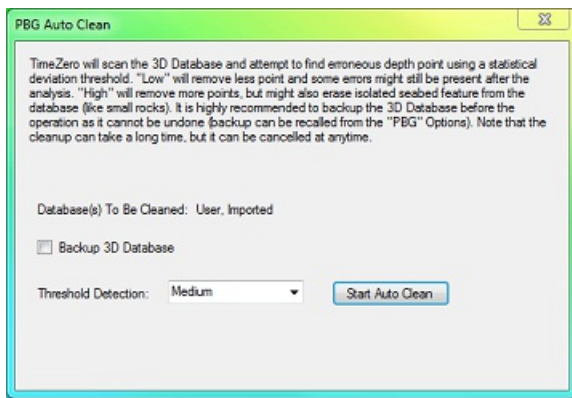 PBG Auto Clean
TimeZero will scan the 3D Database and attempt to find erroneous depth point using a statistical
deviation threshold. "Low" will remove less point and some errors might still be present after the
analysis. "High" will remove more points, but might also erase isolated seabed feature from the
database (like small rocks). It is highly recommended to backup the 3D Database before the
operation as it cannot be undone (backup can be recalled from the "PBG" Options). Note that the
cleanup can take a long time, but it can be cancelled at anytime.
Database(s) To Be Cleaned: User, Imported
Backup 3D Database
Threshold Detection: Medium Start Auto Clean